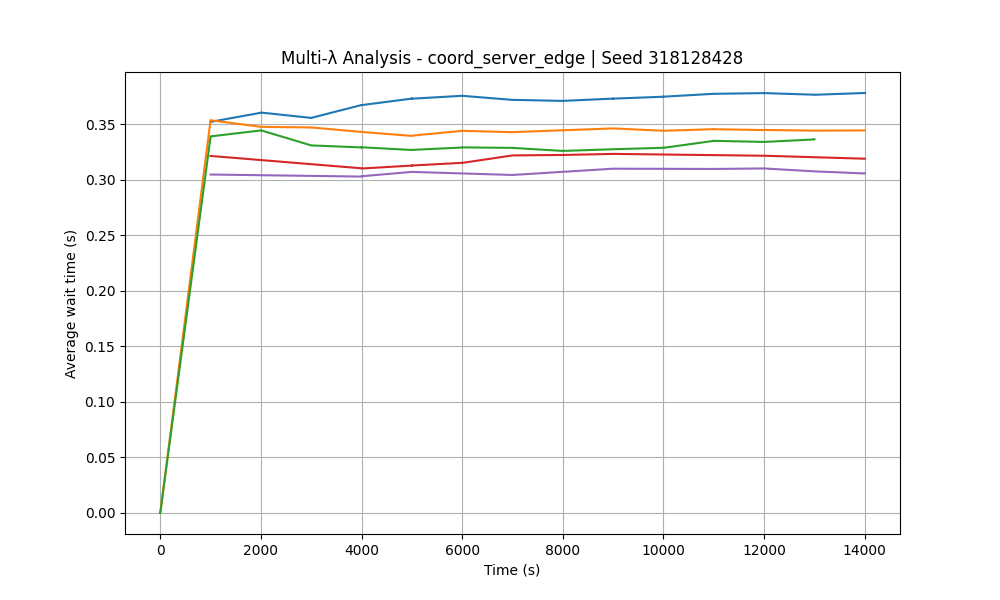 Multi-λ Analysis - coord_server_edge | Seed 318128428
Average wait time (s)
0.35
0.30
0.25
0.20
0.15
0.10
0.05
0.00
0 2000 4000 6000 8000 10000 12000 14000
Time (s)